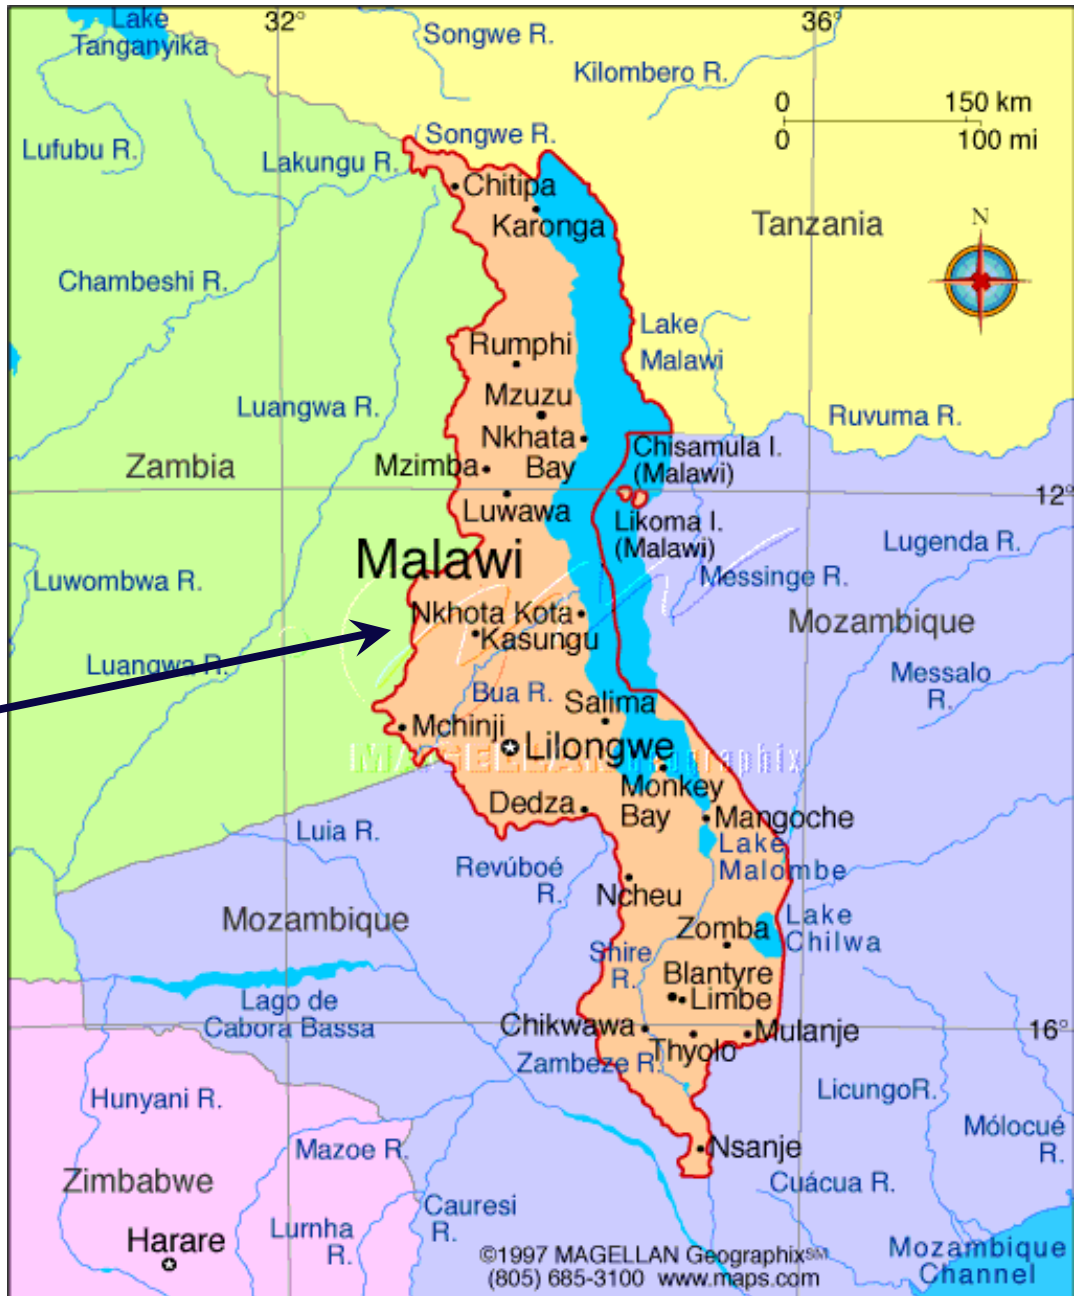 32°
36°
Lake
Tanganyika
Songwe R.
Kilombero R.
0 150 km
0 100 mi
Lufubu R.
Songwe R.
Lakungu R.
Chitipa
Karonga
Tanzania
N
Chambeshi R.
Lake
Malawi
Rumphi
Mzuzu
Luangwa R.
Ruvuma R.
Nkhata
Bay
Chisamula I.
(Malawi)
Zambia
Mzimba
12°
Luwawa
Likoma I.
(Malawi)
Lugenda R.
Malawi
Luwombwa R.
Messinge R.
Nkhota Kota
Kasungu
Mozambique
Luangwa R.
Messalo
R.
Bua R.
Salima
Mchinji
Lilongwe
MAGELLAN Geographix
Monkey
Bay
Dedza
Mangoche
Luia R.
Lake
Malombe
Revúboé
R.
Ncheu
Mozambique
Zomba
Lake
Chilwa
Shire
R.
Blantyre
Limbe
Lago de
Cabora Bassa
Chikwawa
Thyolo
Mulanje
16°
Zambeze R.
Hunyani R.
LicungoR.
Mazoe R.
Mólocué
R.
Nsanje
Zimbabwe
Cuácua R.
Cauresi
R.
Lurnha
R.
Harare
Mozambique
Channel
©1997 MAGELLAN Geographix℠
(805) 685-3100 www.maps.com